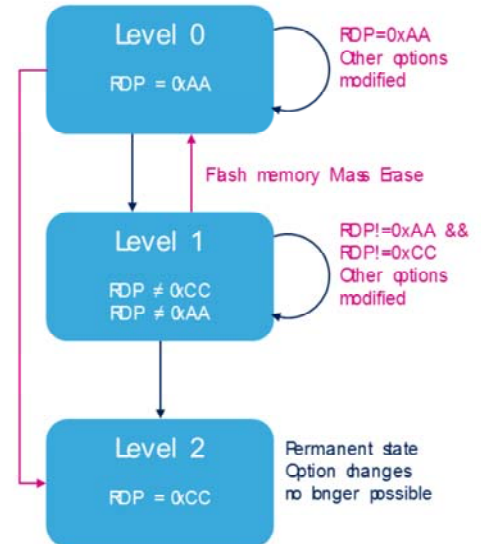 Level 0
RDP = 0xAA
RDP=0xAA
Other options
modified
Flash memory Mass Erase
Level 1
RDP ≠ 0xCC
RDP ≠ 0xAA
RDP!=0xAA &&
RDP!=0xCC
Other options
modified
Level 2
RDP = 0xCC
Permanent state
Option changes
no longer possible